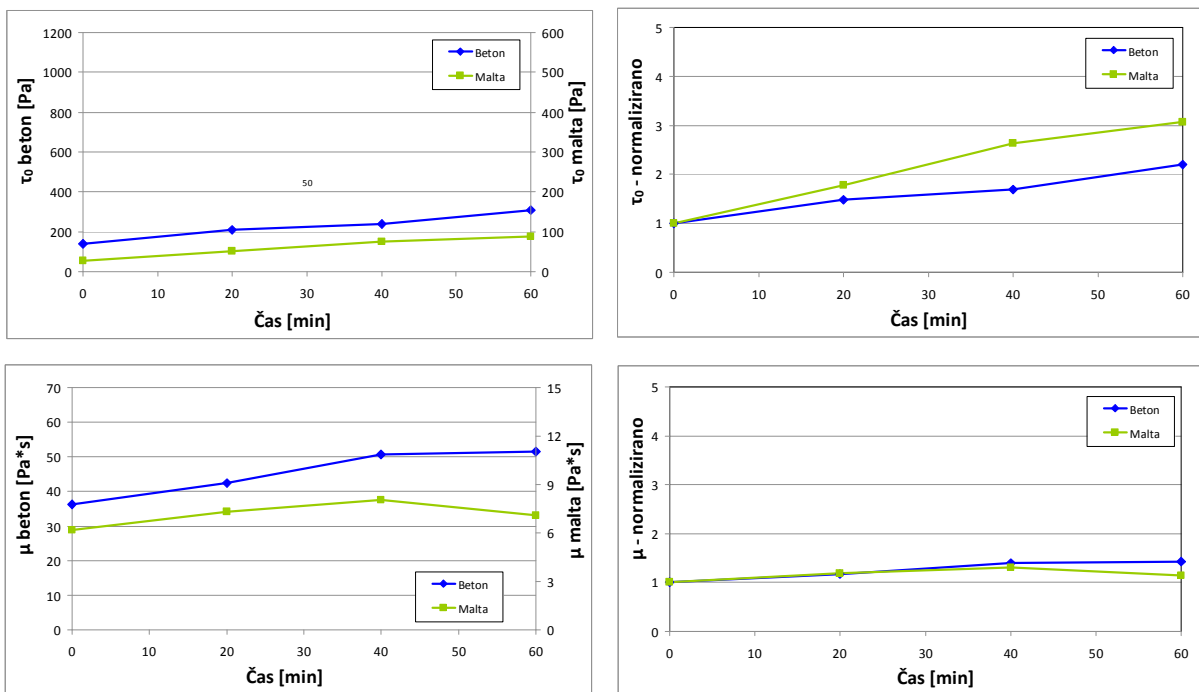 1200
1000
800
600
400
200
0
τ₀ beton [Pa]
600
500
400
300
200
100
0
τ₀ malta [Pa]
Beton
Malta
50
0 10 20 30 40 50 60
Čas [min]
5
4
3
2
1
0
τ₀ - normalizirano
Beton
Malta
0 10 20 30 40 50 60
Čas [min]
70
60
50
40
30
20
10
0
μ beton [Pa*s]
15
12
9
6
3
0
μ malta [Pa*s]
Beton
Malta
0 10 20 30 40 50 60
Čas [min]
5
4
3
2
1
0
μ - normalizirano
Beton
Malta
0 10 20 30 40 50 60
Čas [min]